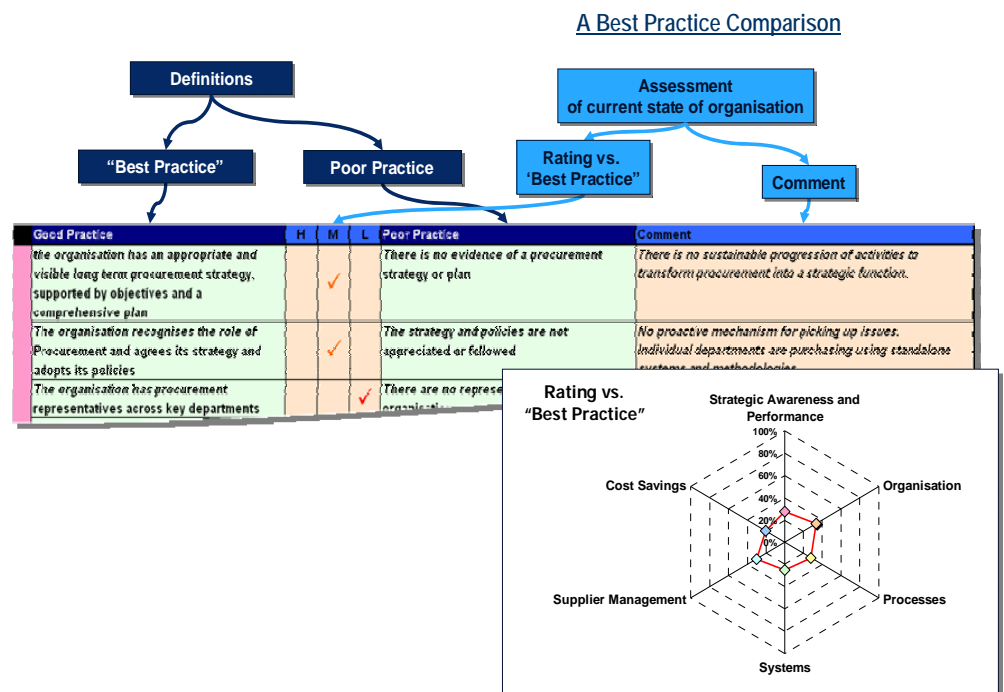 A Best Practice Comparison
Definitions
Assessment
of current state of organisation
“Best Practice”
Poor Practice
Rating vs.
‘Best Practice”
Comment
Good Practice H M L Poor Practice Comment
the organisation has an appropriate and
visible long term procurement strategy,
supported by objectives and a
comprehensive plan
There is no evidence of a procurement
strategy or plan
There is no sustainable progression of activities to
transform procurement into a strategic function.
The organisation recognises the role of
Procurement and agrees its strategy and
adopts its policies
The strategy and policies are not
appreciated or followed
No proactive mechanism for picking up issues.
Individual departments are purchasing using standalone
systems and methodologies
The organisation has procurement
representatives across key departments
There are no
Rating vs.
“Best Practice”
Strategic Awareness and
Performance
100%
80%
60%
40%
20%
0%
Cost Savings
Organisation
Supplier Management
Processes
Systems